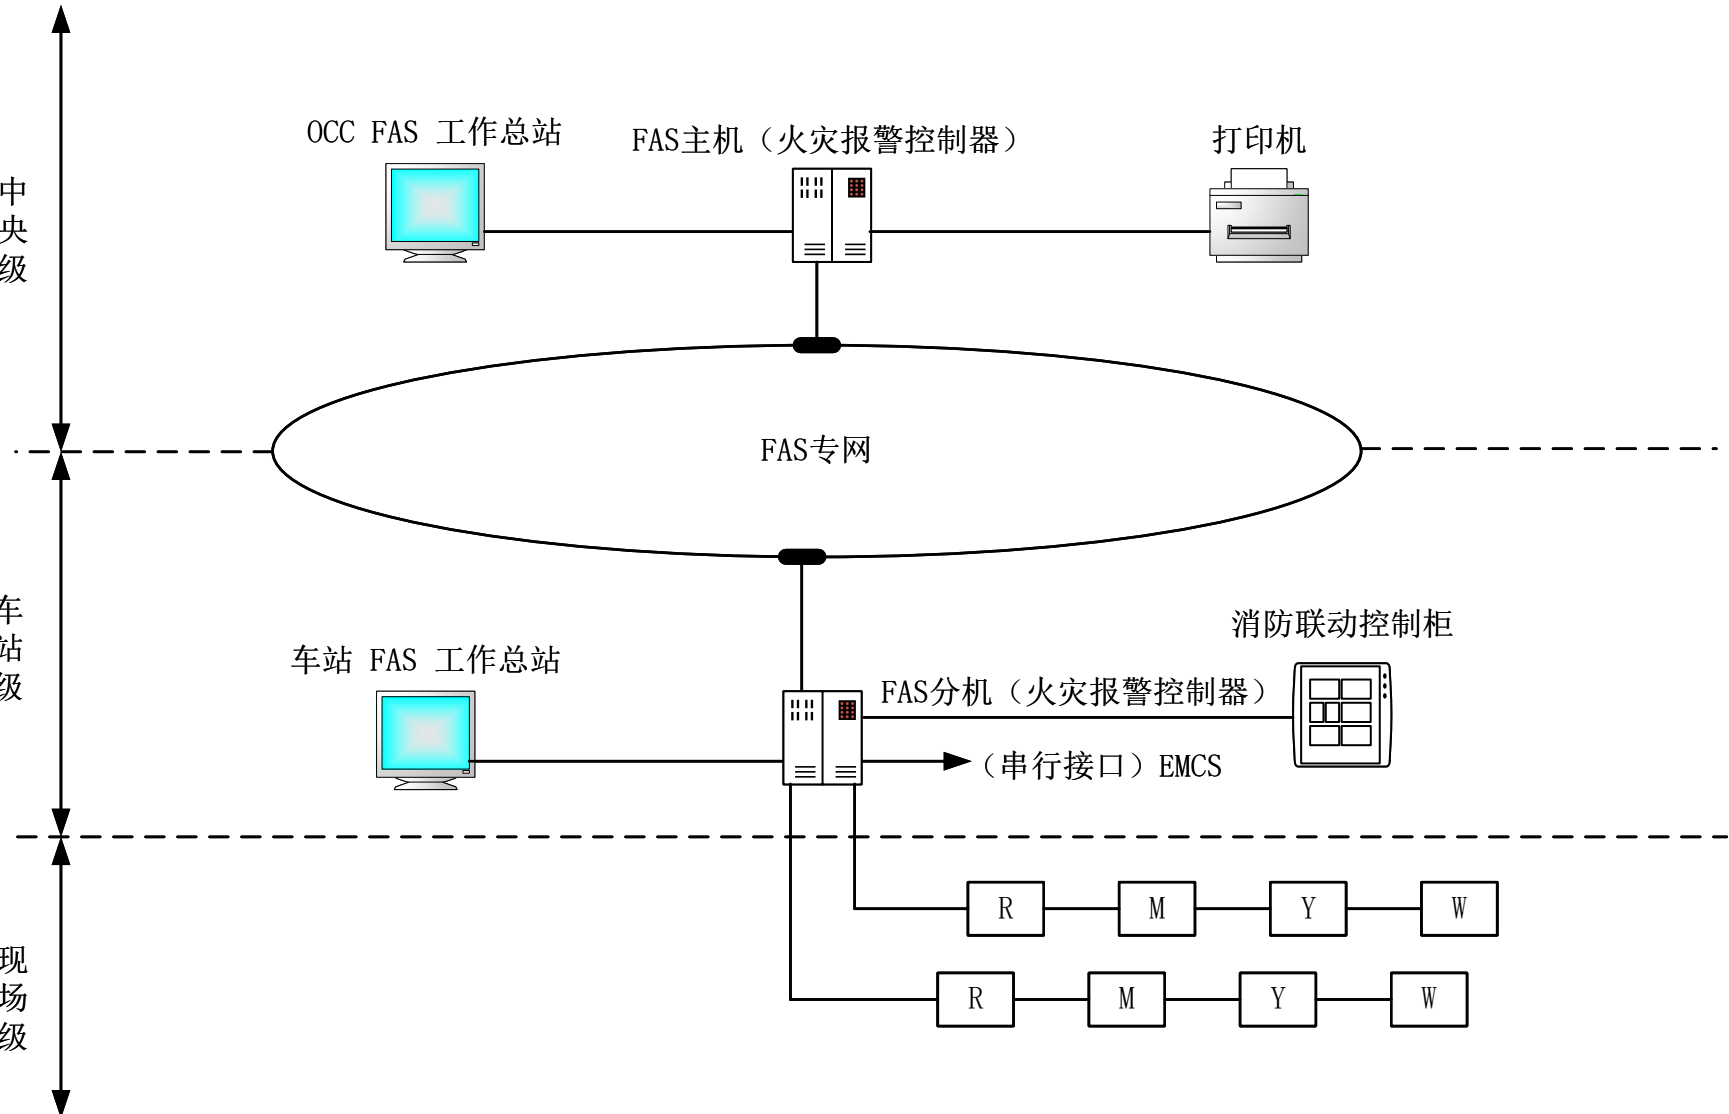 OCC FAS 工作总站
FAS主机（火灾报警控制器）
打印机
中
央
级
FAS专网
车
站
级
车站 FAS 工作总站
FAS分机（火灾报警控制器）
消防联动控制柜
（串行接口）EMCS
现
场
级
R
M
Y
W
R
M
Y
W